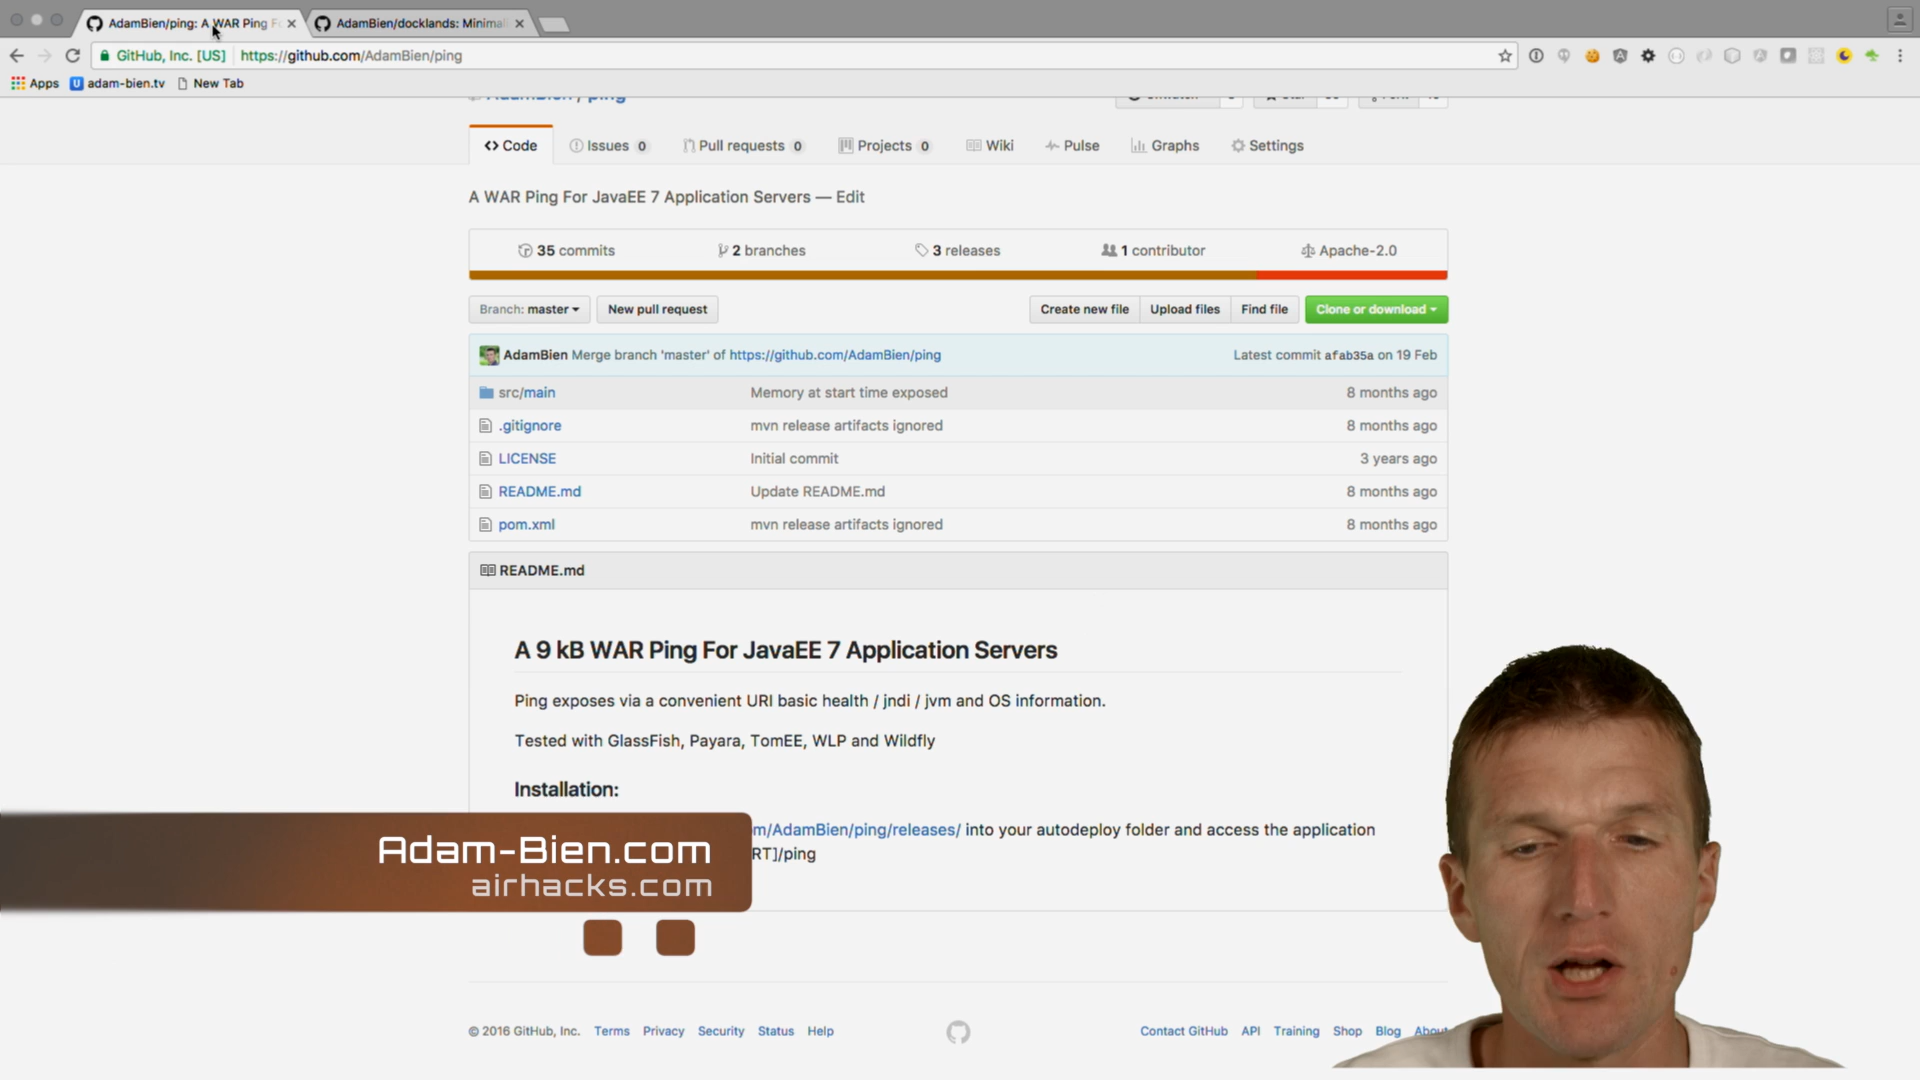 AdamBien/ping: A WAR Ping F
AdamBien/docklands: Minimal
GitHub, Inc. [US]
https://github.com/AdamBien/ping
Apps
adam-bien.tv
New Tab
AdamBien / ping
Code
Issues 0
Pull requests 0
Projects 0
Wiki
Pulse
Graphs
Settings
A WAR Ping For JavaEE 7 Application Servers — Edit
35 commits
2 branches
3 releases
1 contributor
Apache-2.0
Branch: master
New pull request
Create new file
Upload files
Find file
Clone or download
AdamBien Merge branch 'master' of https://github.com/AdamBien/ping
Latest commit afab35a on 19 Feb
src/main
Memory at start time exposed
8 months ago
.gitignore
mvn release artifacts ignored
8 months ago
LICENSE
Initial commit
3 years ago
README.md
Update README.md
8 months ago
pom.xml
mvn release artifacts ignored
8 months ago
README.md
A 9 kB WAR Ping For JavaEE 7 Application Servers
Ping exposes via a convenient URI basic health / jndi / jvm and OS information.
Tested with GlassFish, Payara, TomEE, WLP and Wildfly
Installation:
m/AdamBien/ping/releases/ into your autodeploy folder and access the application
RT]/ping
Adam-Bien.com
airhacks.com
© 2016 GitHub, Inc.
Terms
Privacy
Security
Status
Help
Contact GitHub
API
Training
Shop
Blog
About